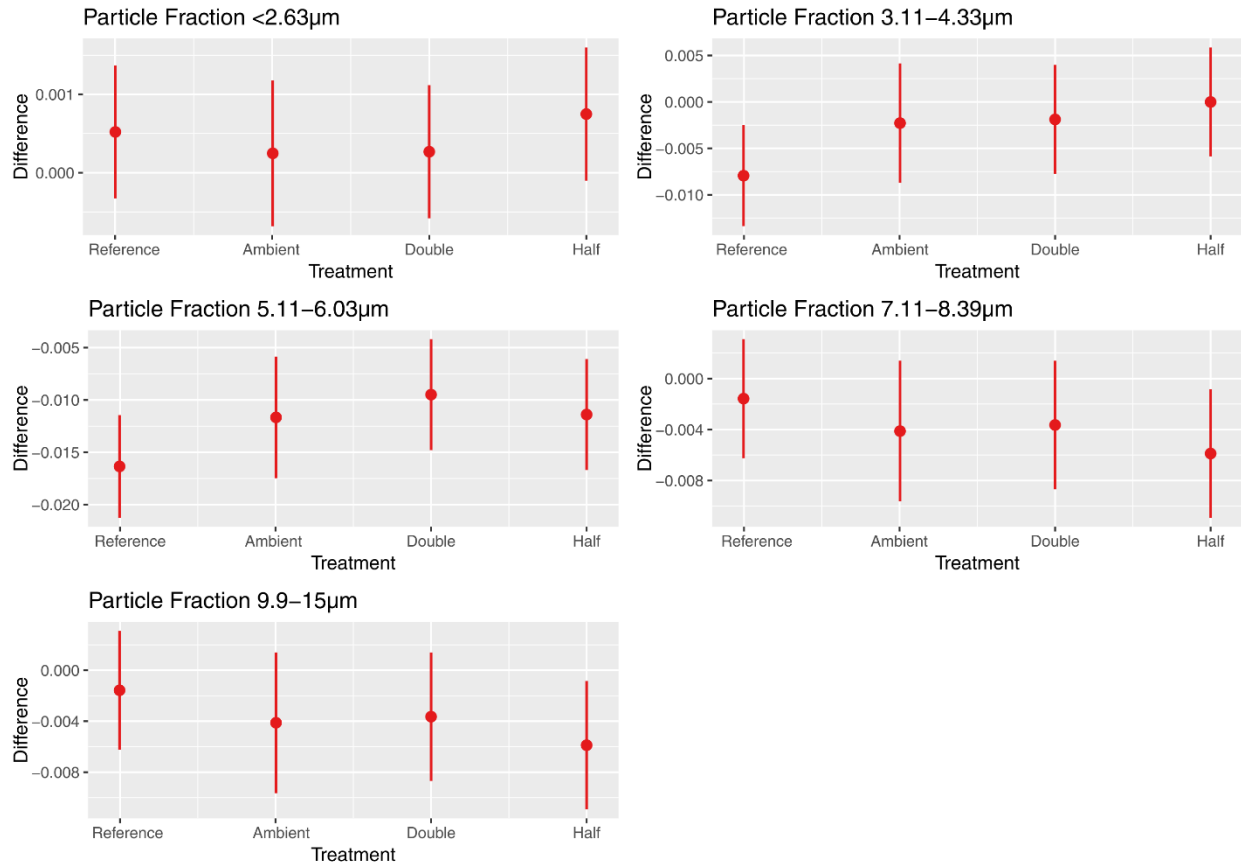 Particle Fraction <2.63µm
Difference
0.001
0.000
Reference Ambient Double Half
Treatment
Particle Fraction 3.11−4.33µm
Difference
0.005
0.000
−0.005
−0.010
Reference Ambient Double Half
Treatment
Particle Fraction 5.11−6.03µm
Difference
−0.005
−0.010
−0.015
−0.020
Reference Ambient Double Half
Treatment
Particle Fraction 7.11−8.39µm
Difference
0.000
−0.004
−0.008
Reference Ambient Double Half
Treatment
Particle Fraction 9.9−15µm
Difference
0.000
−0.004
−0.008
Reference Ambient Double Half
Treatment